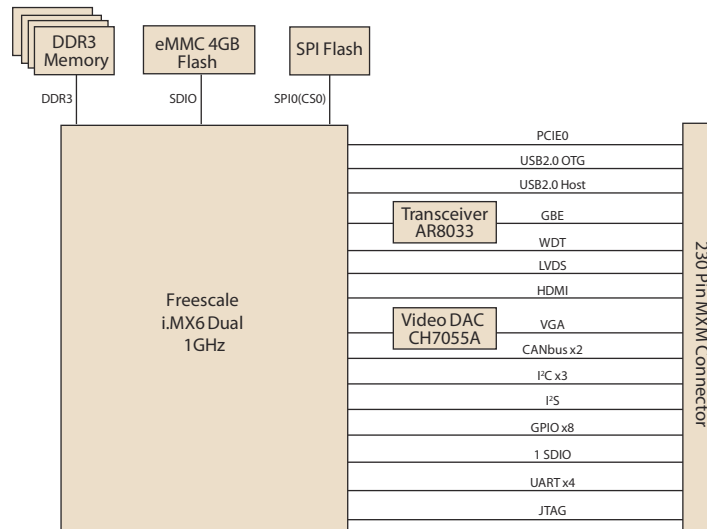 DDR3
Memory
eMMC 4GB
Flash
SPI Flash
DDR3
SDIO
SPI0(CS0)
Freescale
i.MX6 Dual
1GHz
PCIE0
USB2.0 OTG
USB2.0 Host
Transceiver
AR8033
GBE
WDT
LVDS
HDMI
Video DAC
CH7055A
VGA
CANbus x2
I²C x3
I²S
GPIO x8
1 SDIO
UART x4
JTAG
230 Pin MXM Connector